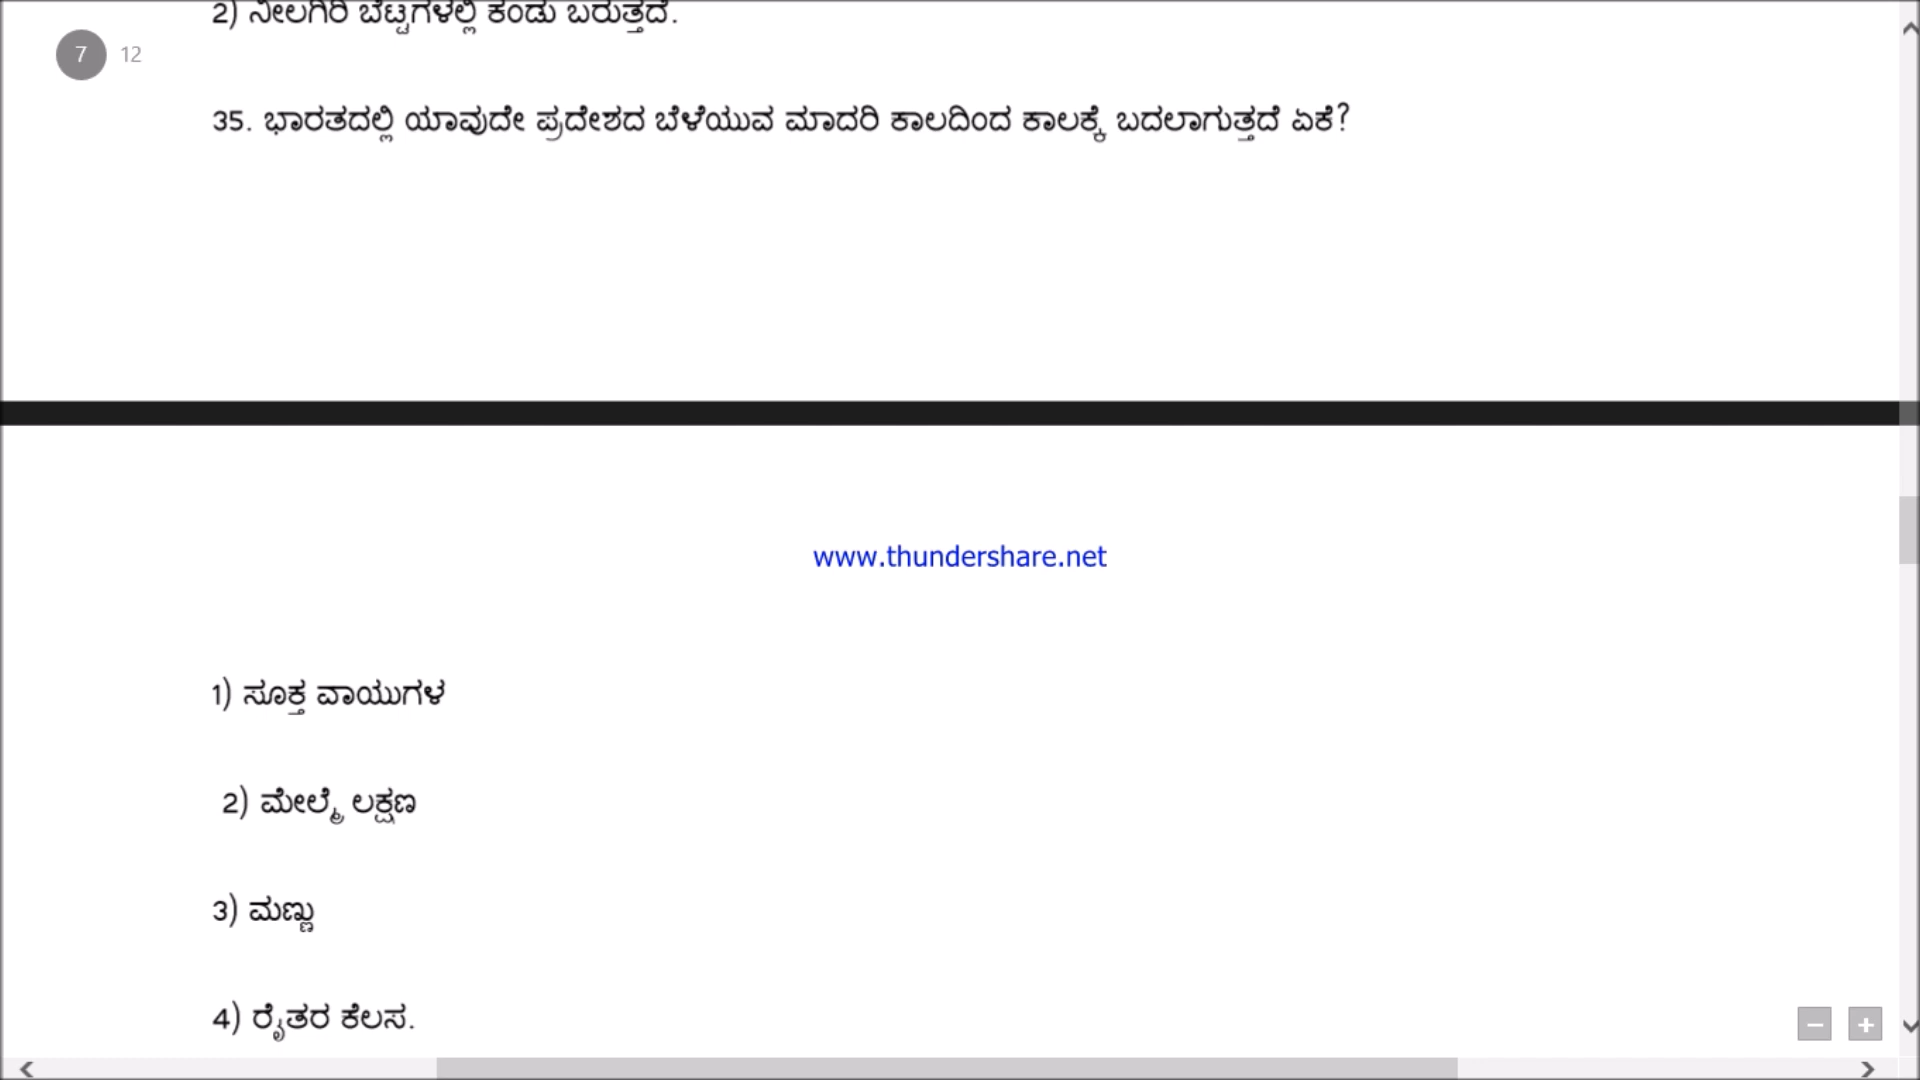 2) ನೀಲಗಿರಿ ಬೆಟ್ಟಗಳಲ್ಲಿ ಕಂಡು ಬರುತ್ತದೆ.
7 12
35. ಭಾರತದಲ್ಲಿ ಯಾವುದೇ ಪ್ರದೇಶದ ಬೆಳೆಯುವ ಮಾದರಿ ಕಾಲದಿಂದ ಕಾಲಕ್ಕೆ ಬದಲಾಗುತ್ತದೆ ಏಕೆ?
www.thundershare.net
1) ಸೂಕ್ತ ವಾಯುಗಳ
2) ಮೇಲ್ಮೈ ಲಕ್ಷಣ
3) ಮಣ್ಣು
4) ರೈತರ ಕೆಲಸ.